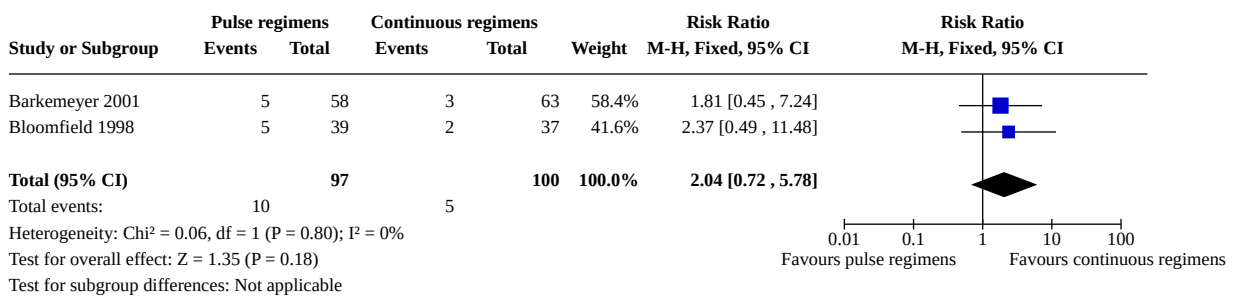 Pulse regimens Continuous regimens Risk Ratio Risk Ratio
Study or Subgroup Events Total Events Total Weight M-H, Fixed, 95% CI M-H, Fixed, 95% CI
Barkemeyer 2001 5 58 3 63 58.4% 1.81 [0.45 , 7.24]
Bloomfield 1998 5 39 2 37 41.6% 2.37 [0.49 , 11.48]
Total (95% CI) 97 100 100.0% 2.04 [0.72 , 5.78]
Total events: 10 5
Heterogeneity: Chi² = 0.06, df = 1 (P = 0.80); I² = 0%
0.01 0.1 1 10 100
Test for overall effect: Z = 1.35 (P = 0.18)
Favours pulse regimens Favours continuous regimens
Test for subgroup differences: Not applicable